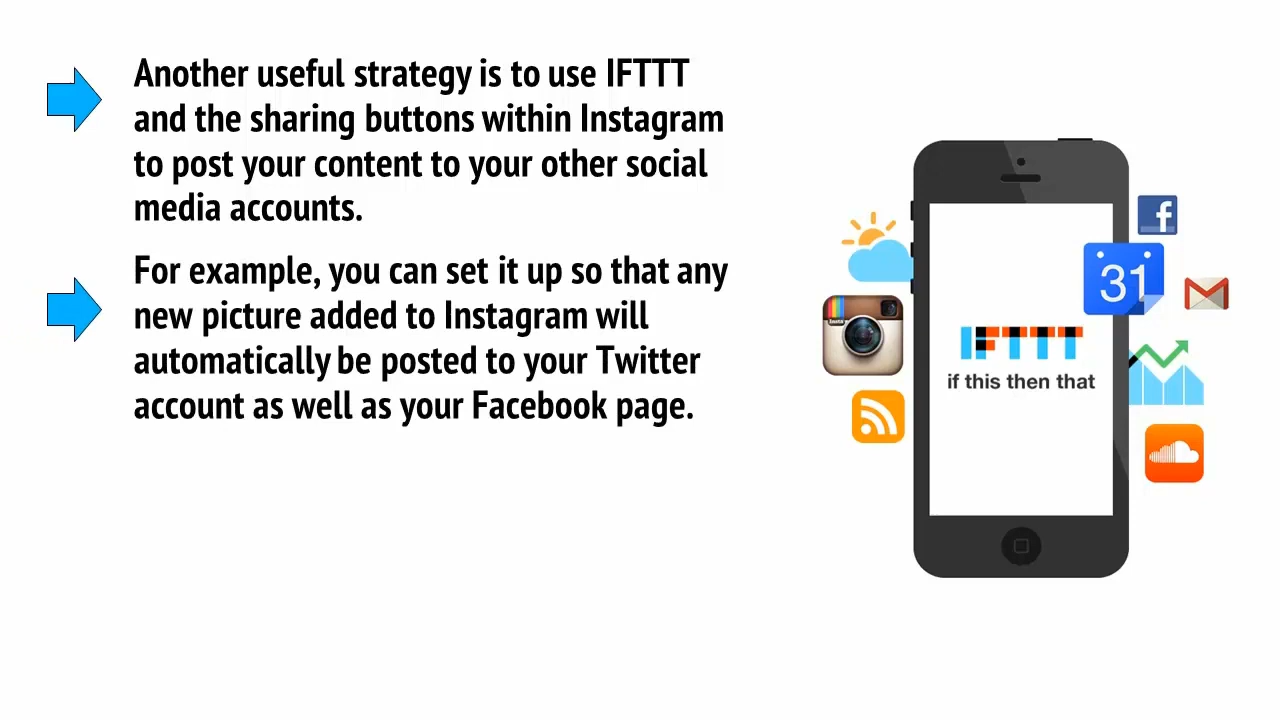 Another useful strategy is to use IFTTT
and the sharing buttons within Instagram
to post your content to your other social
media accounts.
For example, you can set it up so that any
new picture added to Instagram will
automatically be posted to your Twitter
account as well as your Facebook page.
f
31
Insta
IFTTT
if this then that